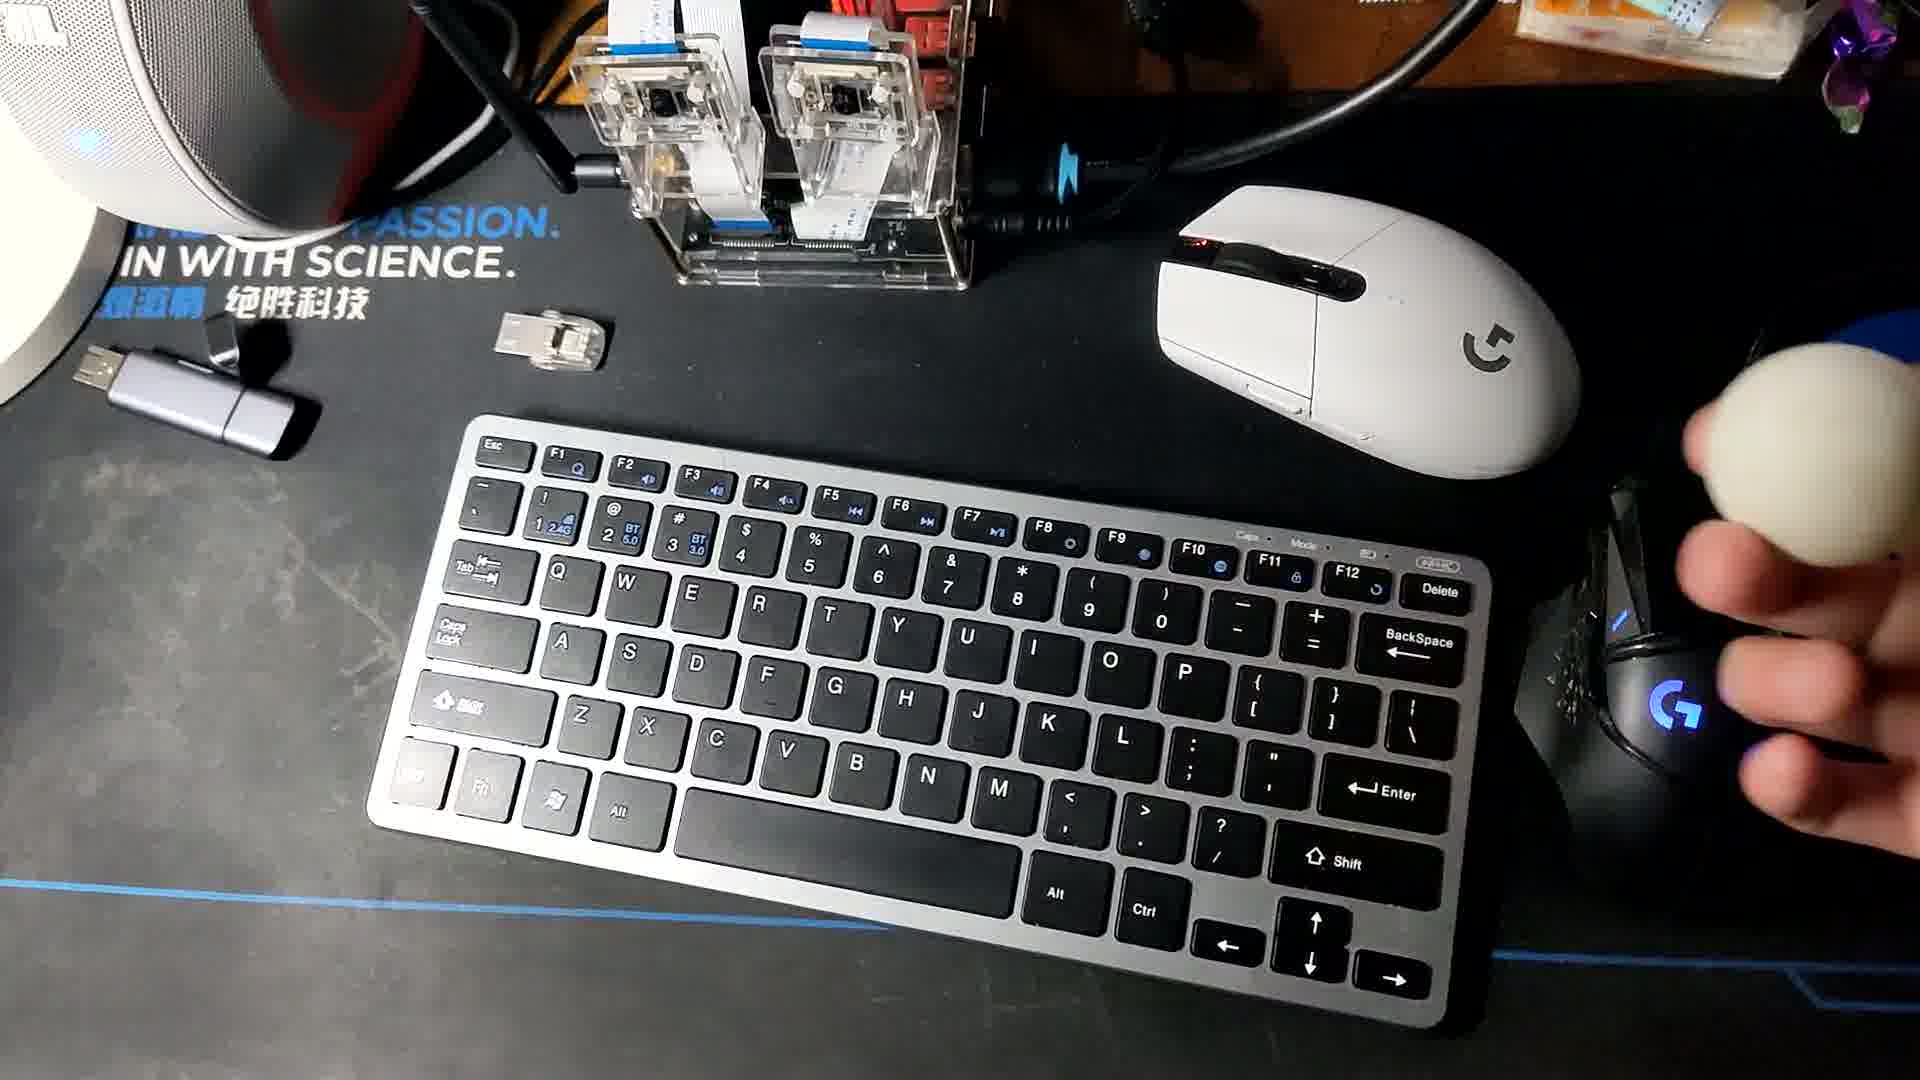 PASSION.
IN WITH SCIENCE.
绝胜科技
Esc F1 F2 F3 F4 F5 F6 F7 F8 F9 F10 F11 F12 Delete
Caps Mode
! 1 2.4G @ 2 BT 5.0 # 3 BT 3.0 $ 4 % 5 ^ 6 & 7 * 8 ( 9 ) 0 — - + = BackSpace
Tab Q W E R T Y U I O P { [ } ] | \
Caps Lock A S D F G H J K L : ; " ' Enter
Z X C V B N M < , > . ? / Shift
Fn Alt Alt Ctrl